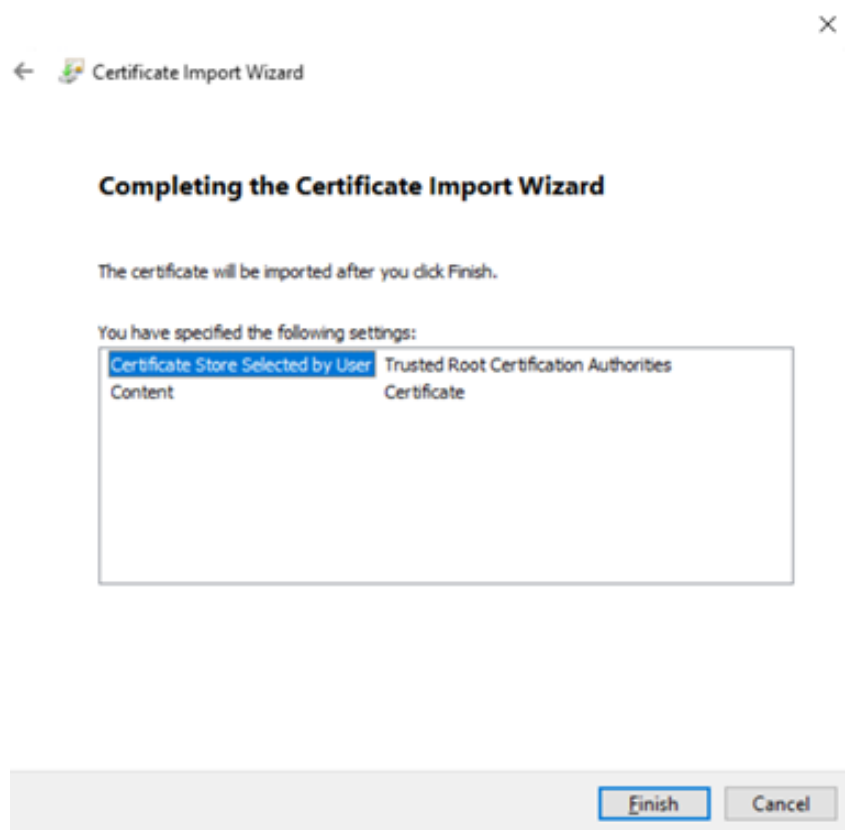 Certificate Import Wizard
Completing the Certificate Import Wizard
The certificate will be imported after you click Finish.
You have specified the following settings:
Certificate Store Selected by User Trusted Root Certification Authorities
Content Certificate
Finish Cancel